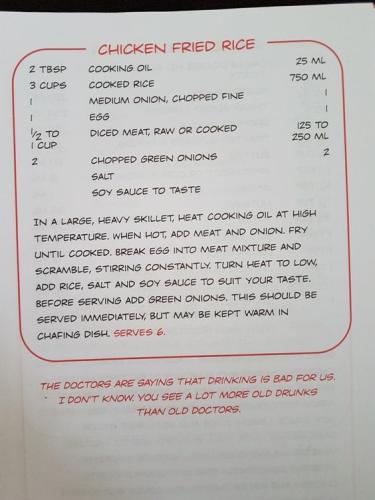 CHICKEN FRIED RICE
2 TBSP COOKING OIL 25 ML
3 CUPS COOKED RICE 750 ML
1 MEDIUM ONION, CHOPPED FINE 1
1 EGG 1
1/2 TO DICED MEAT, RAW OR COOKED 125 TO
1 CUP 250 ML
2 CHOPPED GREEN ONIONS 2
SALT
SOY SAUCE TO TASTE
IN A LARGE, HEAVY SKILLET, HEAT COOKING OIL AT HIGH
TEMPERATURE. WHEN HOT, ADD MEAT AND ONION. FRY
UNTIL COOKED. BREAK EGG INTO MEAT MIXTURE AND
SCRAMBLE, STIRRING CONSTANTLY. TURN HEAT TO LOW,
ADD RICE, SALT AND SOY SAUCE TO SUIT YOUR TASTE.
BEFORE SERVING ADD GREEN ONIONS. THIS SHOULD BE
SERVED IMMEDIATELY, BUT MAY BE KEPT WARM IN
CHAFING DISH. SERVES 6.
THE DOCTORS ARE SAYING THAT DRINKING IS BAD FOR US.
I DON'T KNOW. YOU SEE A LOT MORE OLD DRUNKS
THAN OLD DOCTORS.